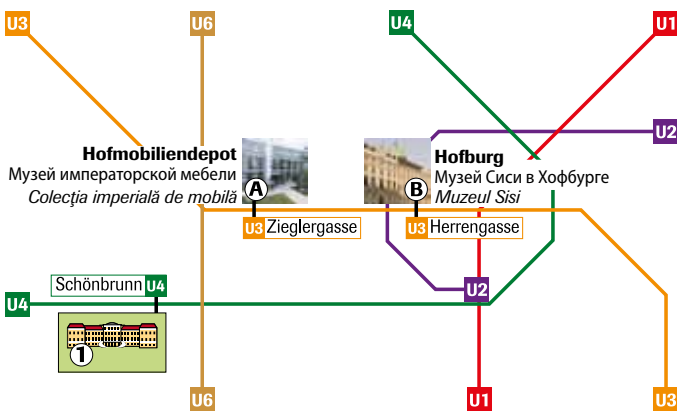 U3
U6
U4
U1
U2
Hofmobiliendepot
Музей императорской мебели
Colecţia imperială de mobilă
A
Hofburg
Музей Сиси в Хофбурге
Muzeul Sisi
B
U3 Zieglergasse
U3 Herrengasse
Schönbrunn U4
U2
U4
1
U6
U1
U3